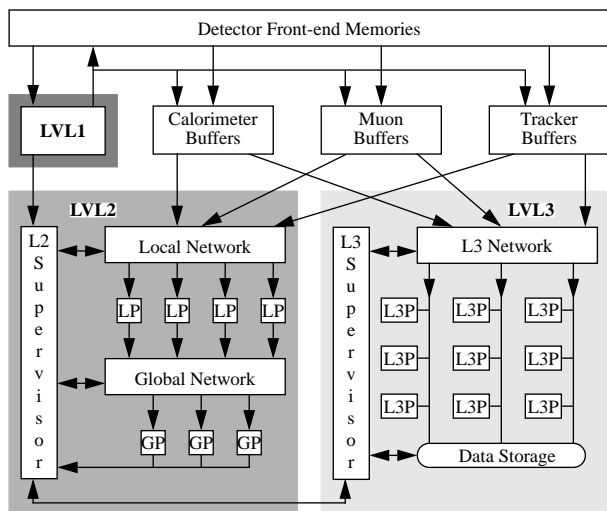 Detector Front-end Memories
LVL1
Calorimeter
Buffers
Muon
Buffers
Tracker
Buffers
LVL2
LVL3
L2
S
u
p
e
r
v
i
s
o
r
Local Network
LP LP LP LP
Global Network
GP GP GP
L3
S
u
p
e
r
v
i
s
o
r
L3 Network
L3P L3P L3P
L3P L3P L3P
L3P L3P L3P
Data Storage